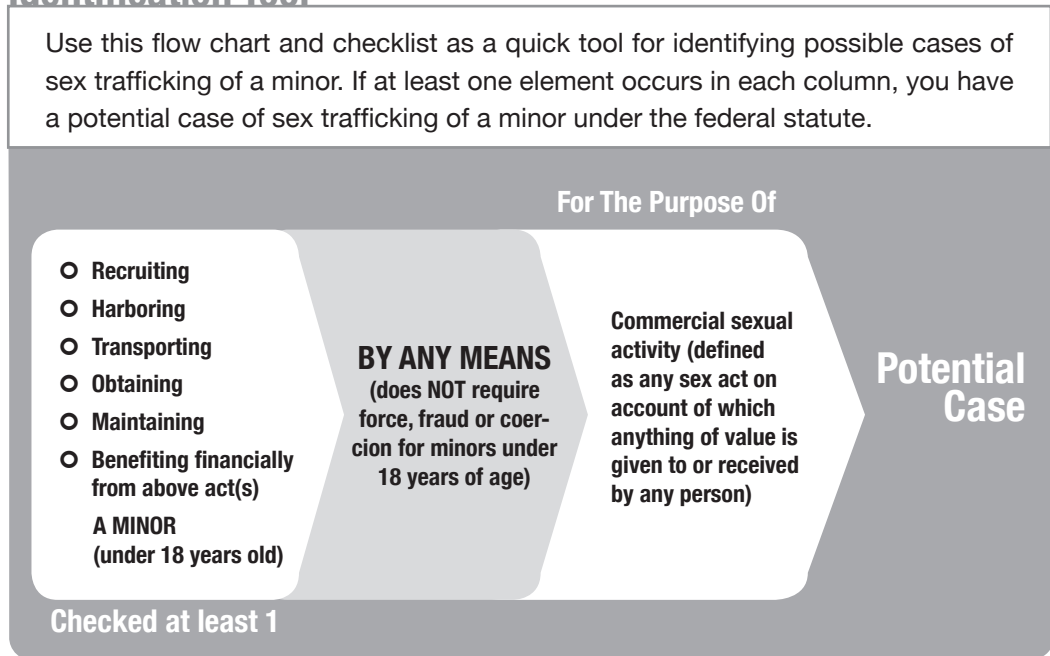 Use this flow chart and checklist as a quick tool for identifying possible cases of
sex trafficking of a minor. If at least one element occurs in each column, you have
a potential case of sex trafficking of a minor under the federal statute.
For The Purpose Of
Recruiting
Harboring
Transporting
Obtaining
Maintaining
Benefiting financially
from above act(s)
A MINOR
(under 18 years old)
BY ANY MEANS
(does NOT require
force, fraud or coer-
cion for minors under
18 years of age)
Commercial sexual
activity (defined
as any sex act on
account of which
anything of value is
given to or received
by any person)
Potential
Case
Checked at least 1